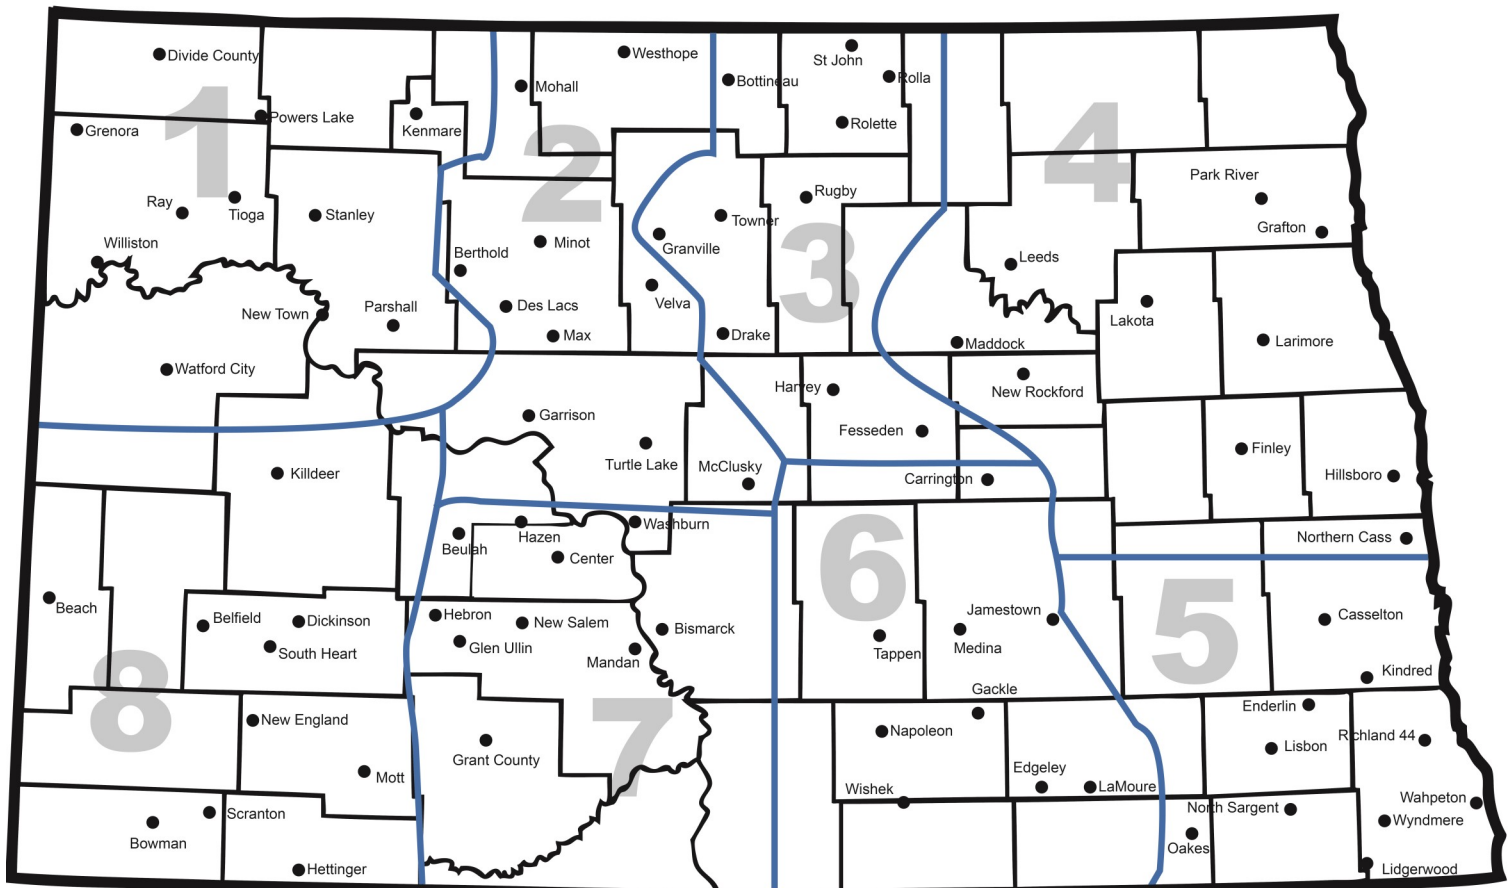 Divide County
Westhope
St John
Mohall
Bottineau
Rolla
Powers Lake
Grenora
Kenmare
Rolette
1
2
4
Park River
Ray
Tioga
Stanley
Rugby
Towner
Grafton
Williston
Berthold
Minot
Granville
3
Leeds
New Town
Parshall
Des Lacs
Velva
Lakota
Max
Drake
Maddock
Larimore
Watford City
Harvey
New Rockford
Garrison
Fesseden
Killdeer
Turtle Lake
McClusky
Carrington
Finley
Hillsboro
Washburn
Hazen
Beulah
Center
6
Northern Cass
Beach
Belfield
Dickinson
South Heart
Hebron
New Salem
Glen Ullin
Mandan
Bismarck
Tappen
Medina
Jamestown
5
Casselton
Kindred
8
New England
7
Gackle
Napoleon
Enderlin
Lisbon
Richland 44
Grant County
Mott
Edgeley
LaMoure
Wishek
North Sargent
Wahpeton
Wyndmere
Scranton
Bowman
Oakes
Hettinger
Lidgerwood